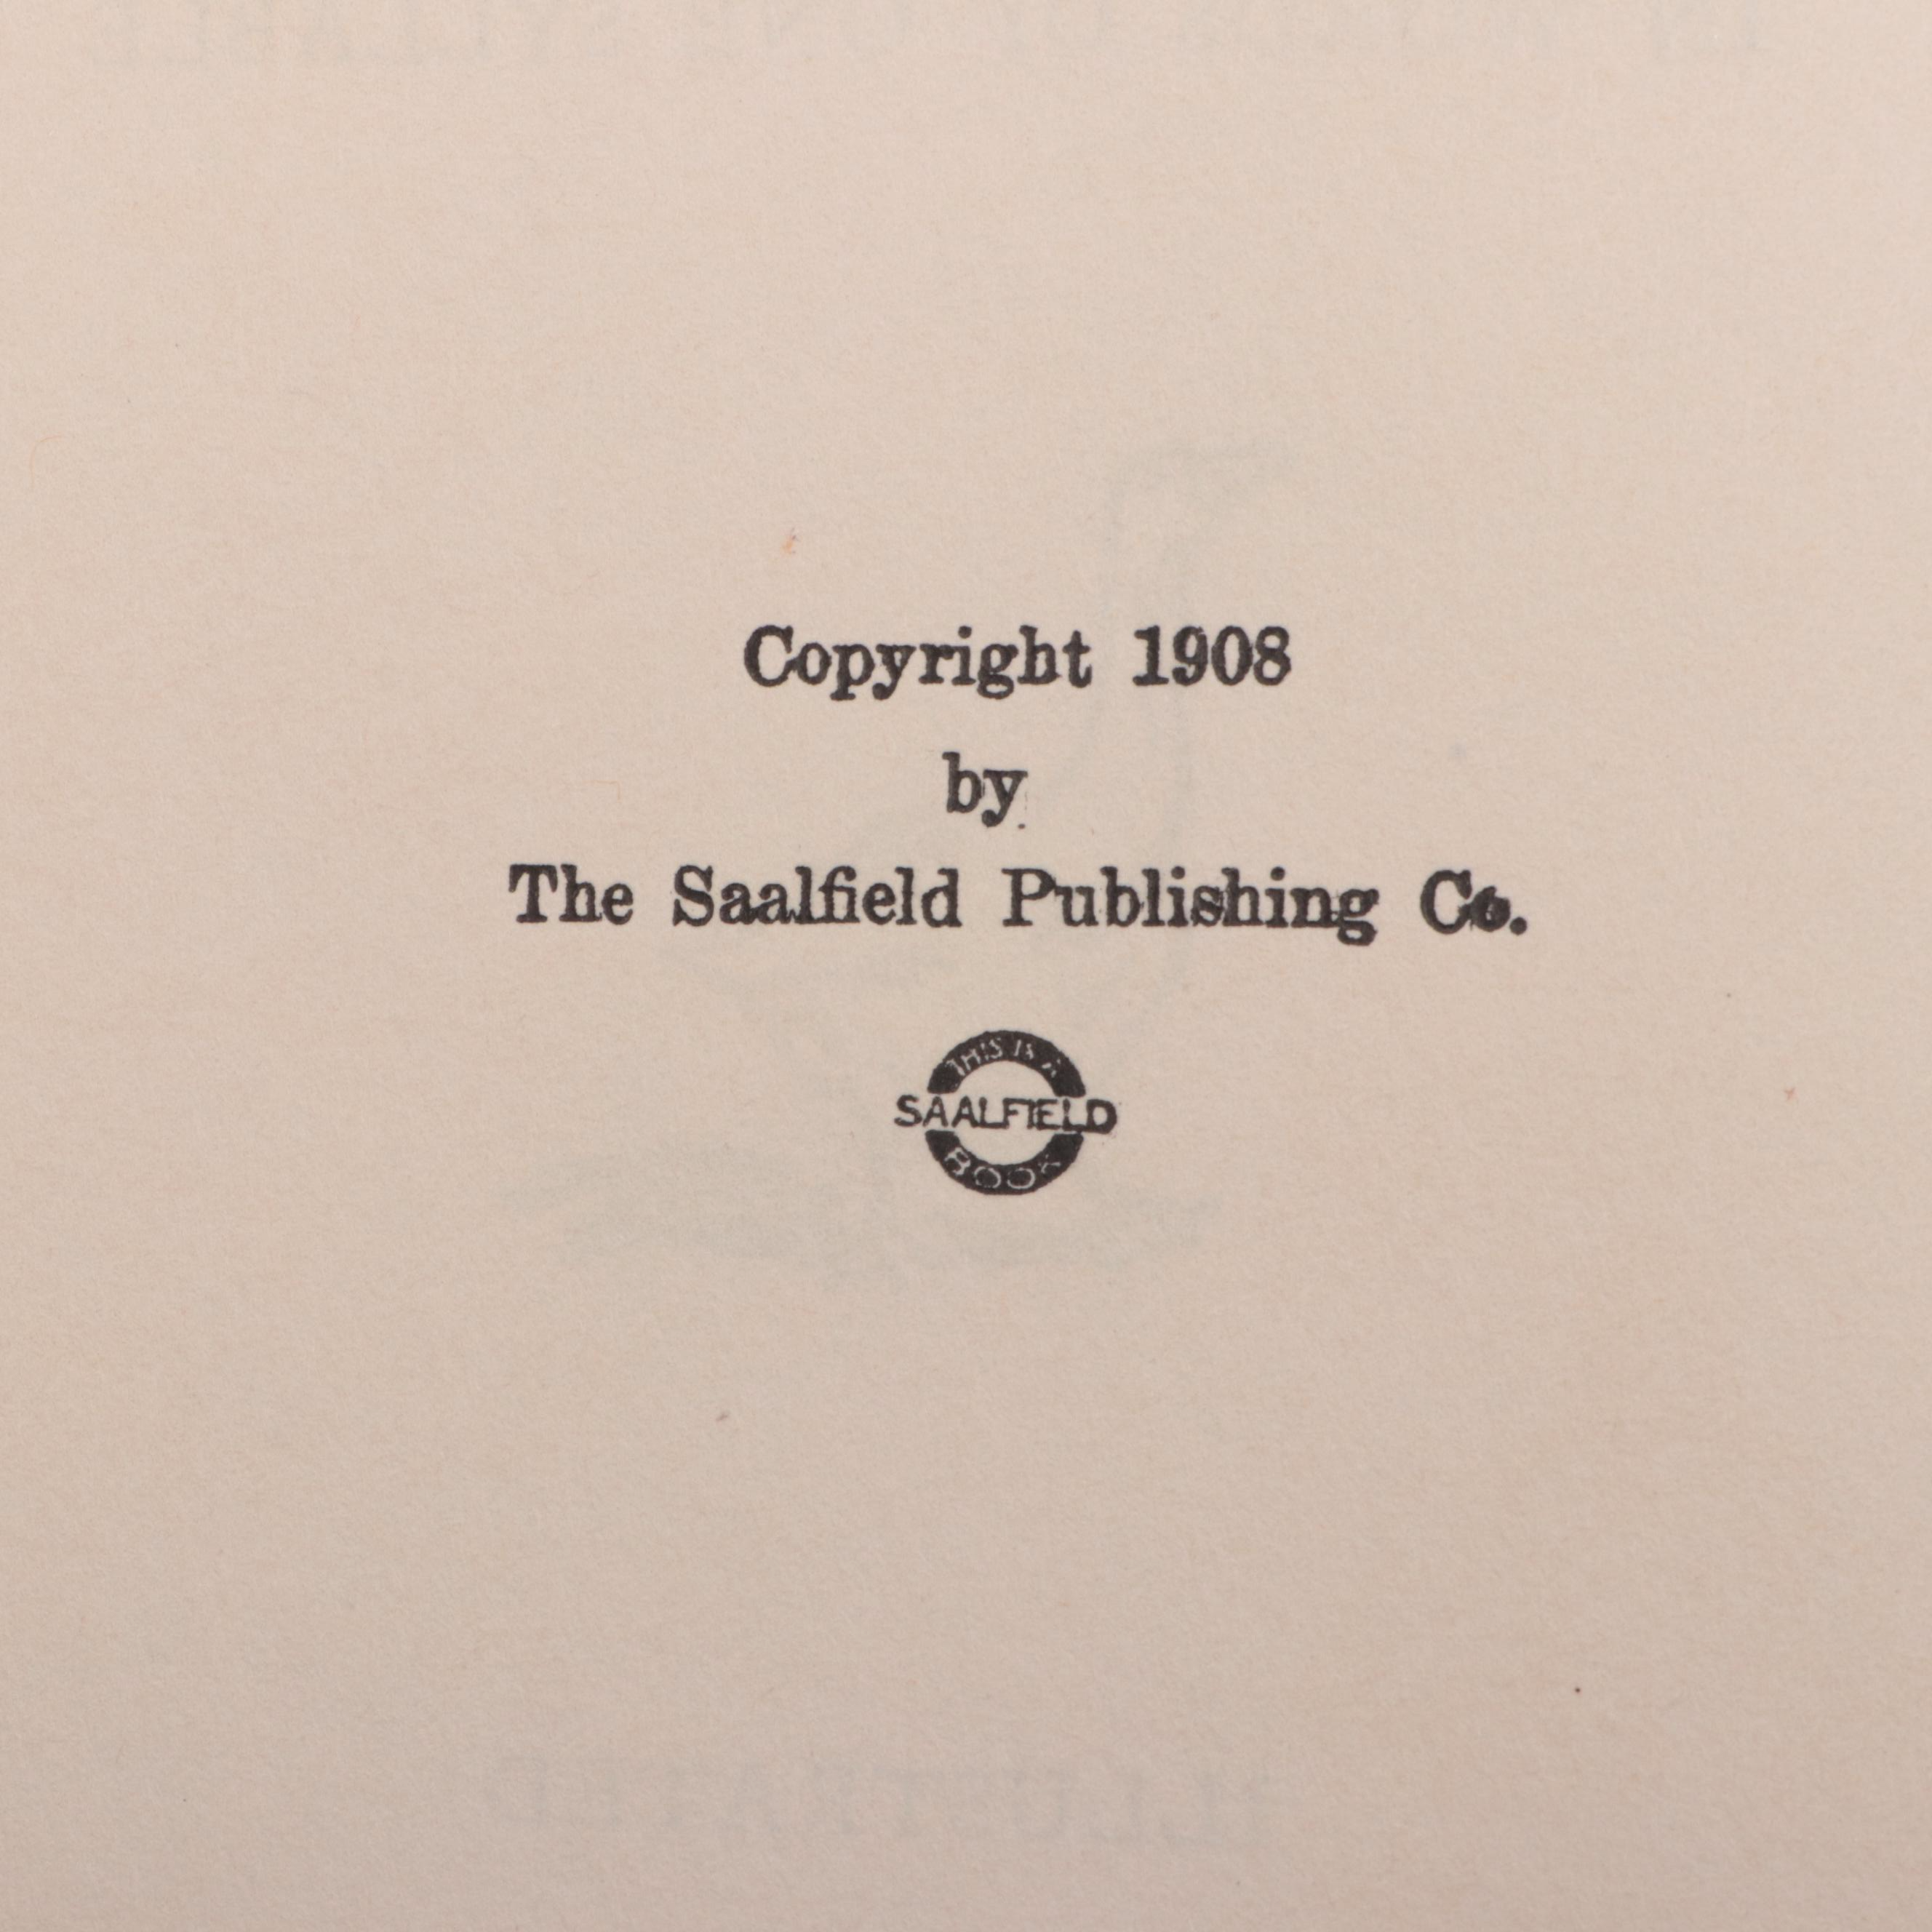 Copyright 1908
by
The Saalfield Publishing Co.
THIS IS A
SAALFIELD
BOOK